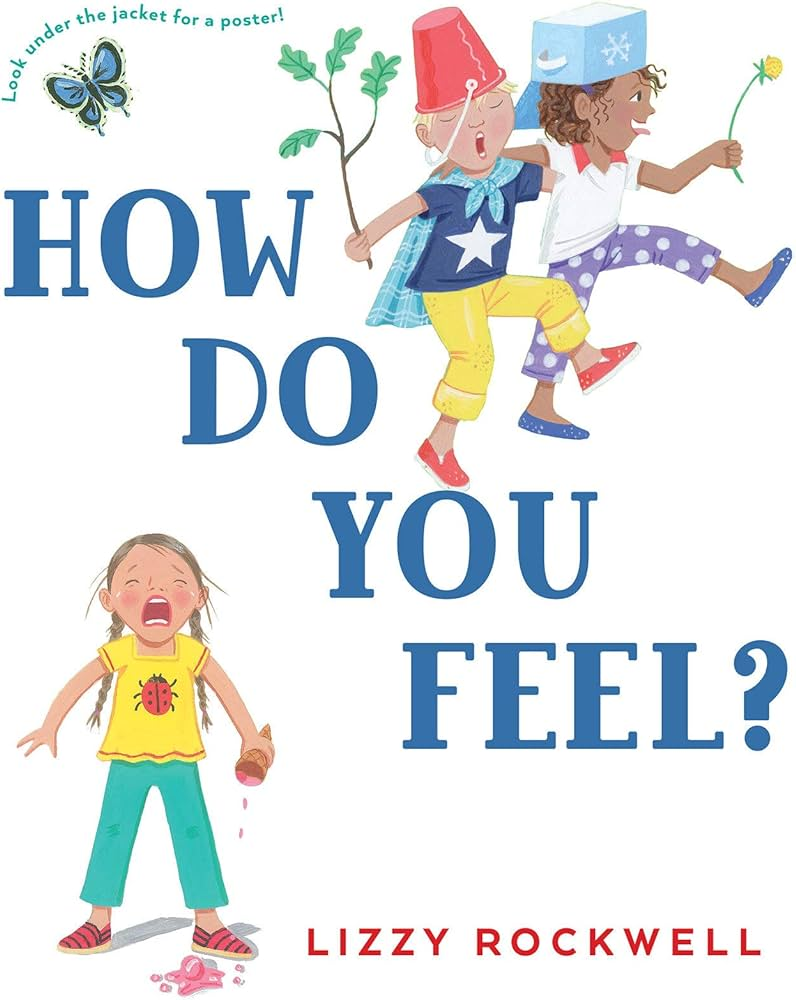 Look under the jacket for a poster!
HOW
DO
YOU
FEEL?
LIZZY ROCKWELL